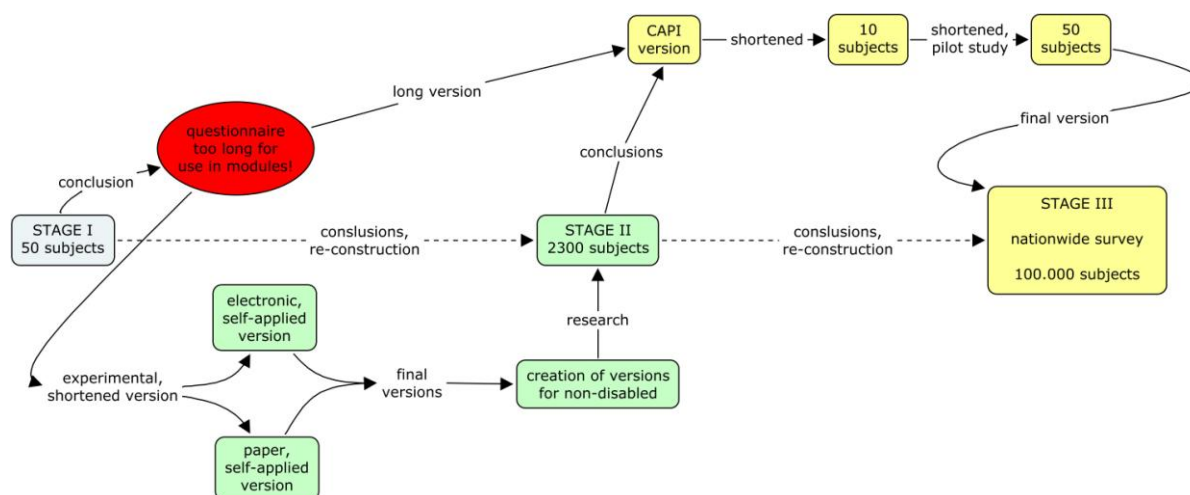 CAPI
version
shortened
10
subjects
shortened,
pilot study
50
subjects
long version
questionnaire
too long for
use in modules!
final version
conclusion
conclusions
STAGE I
50 subjects
conslusions,
re-construction
STAGE II
2300 subjects
conslusions,
re-construction
STAGE III
nationwide survey
100.000 subjects
electronic,
self-applied
version
research
experimental,
shortened version
final
versions
creation of versions
for non-disabled
paper,
self-applied
version